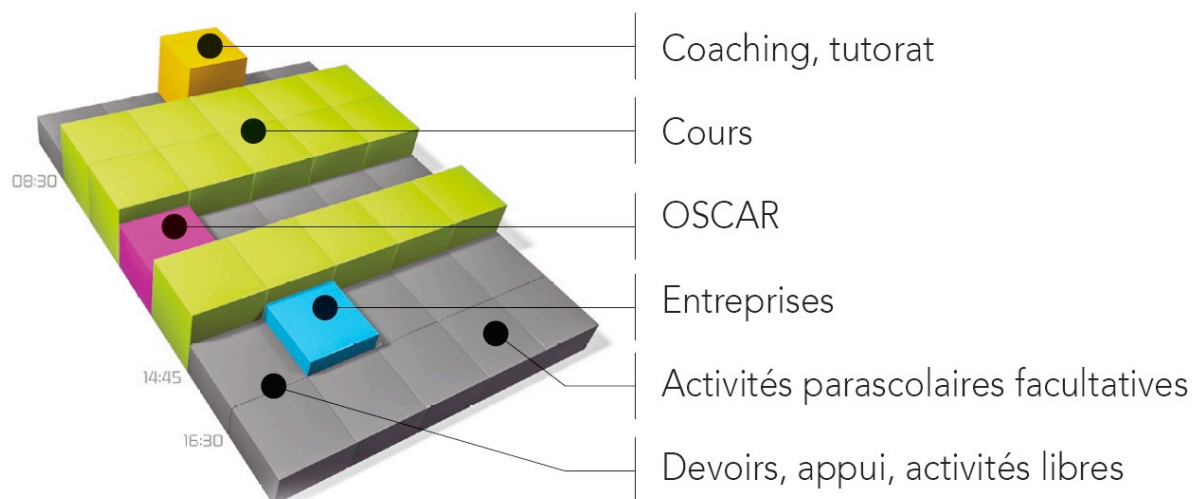 Coaching, tutorat
Cours
08:30
OSCAR
Entreprises
14:45
Activités parascolaires facultatives
16:30
Devoirs, appui, activités libres